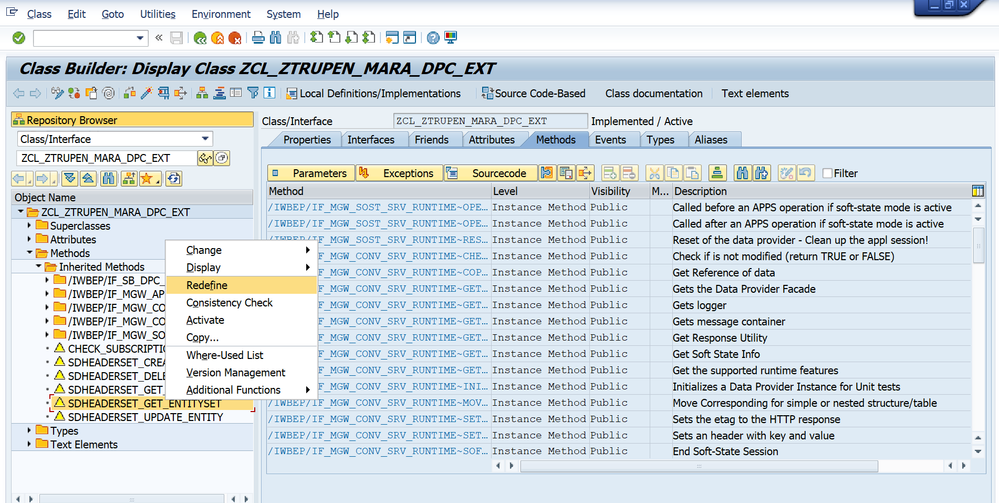 Class Edit Goto Utilities Environment System Help
Class Builder: Display Class ZCL_ZTRUPEN_MARA_DPC_EXT
Local Definitions/Implementations Source Code-Based Class documentation Text elements
Repository Browser
Class/Interface
ZCL_ZTRUPEN_MARA_DPC_EXT
Object Name
ZCL_ZTRUPEN_MARA_DPC_EXT
Superclasses
Attributes
Methods
Inherited Methods
/IWBEP/IF_SB_DPC_
/IWBEP/IF_MGW_AP
/IWBEP/IF_MGW_CO
/IWBEP/IF_MGW_CO
/IWBEP/IF_MGW_SO
CHECK_SUBSCRIPTIO
SDHEADERSET_CREA
SDHEADERSET_DELE
SDHEADERSET_GET_
SDHEADERSET_GET_ENTITYSET
SDHEADERSET_UPDATE_ENTITY
Types
Text Elements
Change
Display
Redefine
Consistency Check
Activate
Copy...
Where-Used List
Version Management
Additional Functions
Class/Interface ZCL_ZTRUPEN_MARA_DPC_EXT Implemented / Active
Properties Interfaces Friends Attributes Methods Events Types Aliases
Parameters Exceptions Sourcecode Filter
Method Level Visibility M... Description
/IWBEP/IF_MGW_SOST_SRV_RUNTIME~OPE... Instance Method Public Called before an APPS operation if soft-state mode is active
/IWBEP/IF_MGW_SOST_SRV_RUNTIME~OPE... Instance Method Public Called after an APPS operation if soft-state mode is active
/IWBEP/IF_MGW_SOST_SRV_RUNTIME~RES... Instance Method Public Reset of the data provider - Clean up the appl session!
F_MGW_CONV_SRV_RUNTIME~CHE... Instance Method Public Check if is not modified (return TRUE or FALSE)
F_MGW_CONV_SRV_RUNTIME~COP... Instance Method Public Get Reference of data
F_MGW_CONV_SRV_RUNTIME~GET... Instance Method Public Gets the Data Provider Facade
F_MGW_CONV_SRV_RUNTIME~GET... Instance Method Public Gets logger
F_MGW_CONV_SRV_RUNTIME~GET... Instance Method Public Gets message container
F_MGW_CONV_SRV_RUNTIME~GET... Instance Method Public Get Response Utility
F_MGW_CONV_SRV_RUNTIME~GET... Instance Method Public Get Soft State Info
F_MGW_CONV_SRV_RUNTIME~GET... Instance Method Public Get the supported runtime features
F_MGW_CONV_SRV_RUNTIME~INI... Instance Method Public Initializes a Data Provider Instance for Unit tests
/IWBEP/IF_MGW_CONV_SRV_RUNTIME~MOV... Instance Method Public Move Corresponding for simple or nested structure/table
/IWBEP/IF_MGW_CONV_SRV_RUNTIME~SET... Instance Method Public Sets the etag to the HTTP response
/IWBEP/IF_MGW_CONV_SRV_RUNTIME~SET... Instance Method Public Sets an header with key and value
/IWBEP/IF_MGW_CONV_SRV_RUNTIME~SOF... Instance Method Public End Soft-State Session